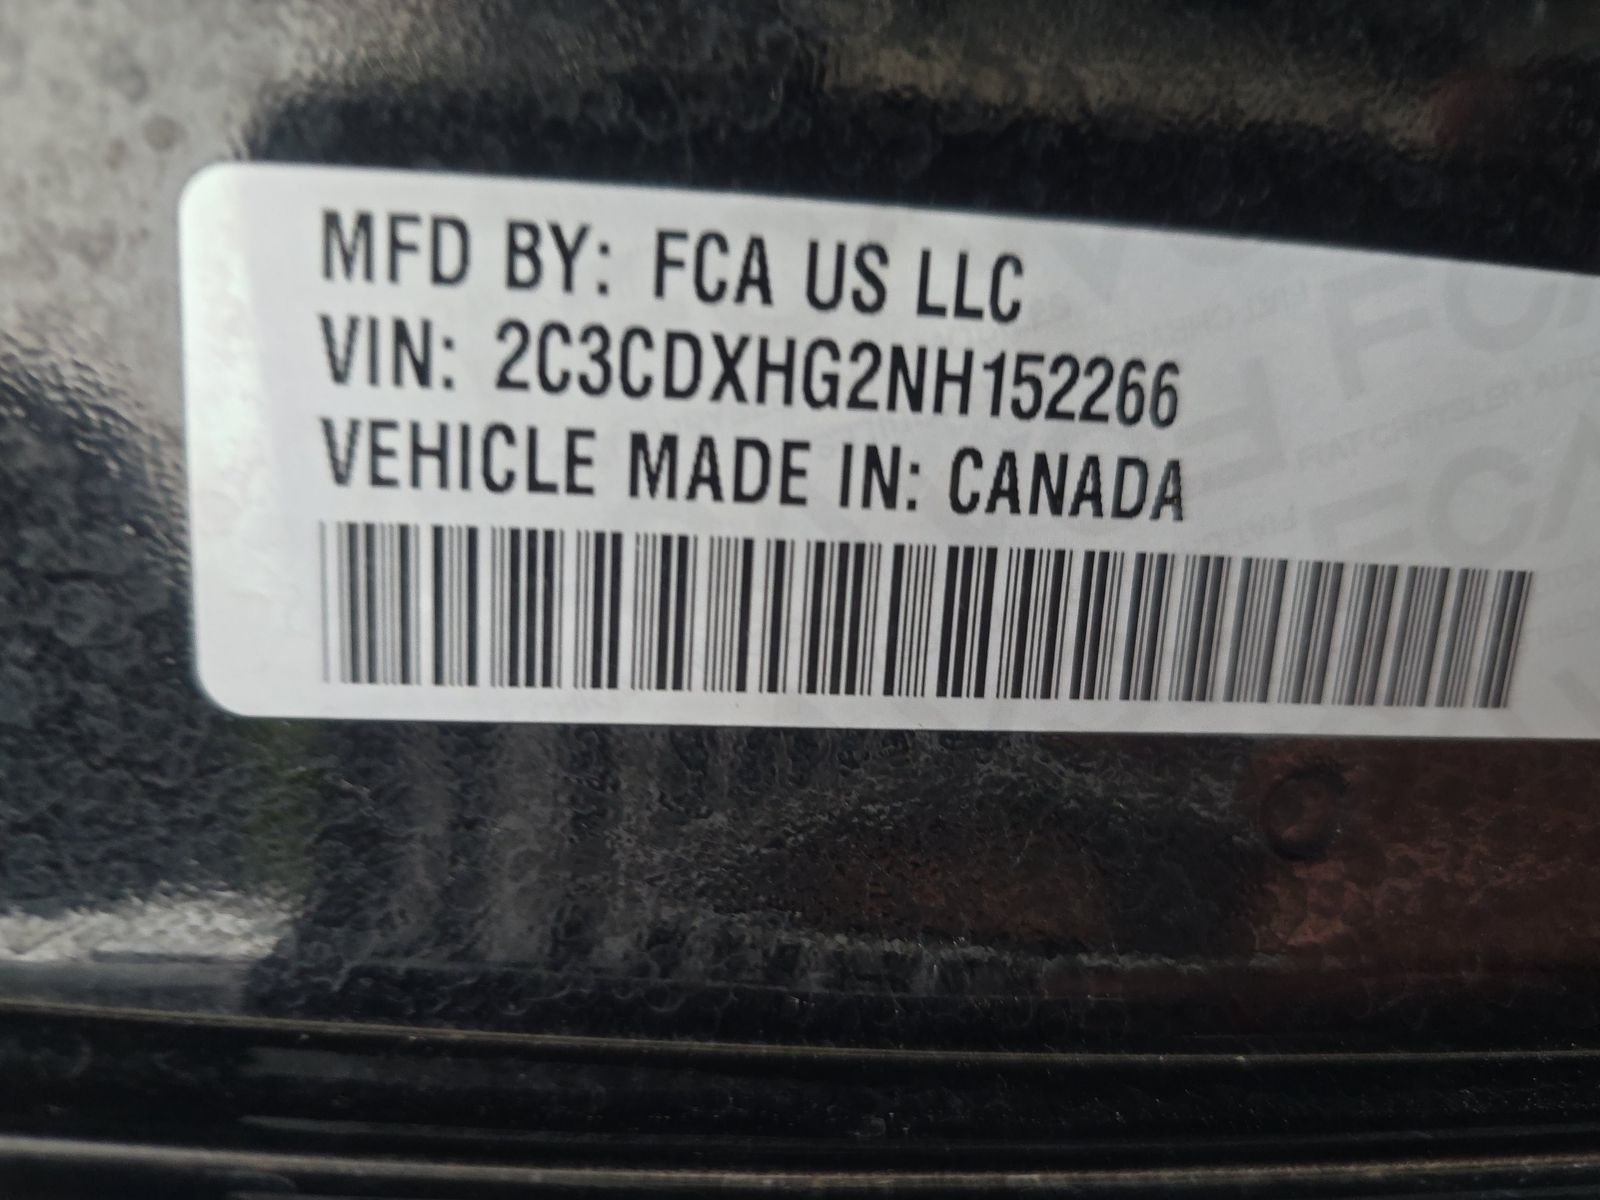 MFD BY: FCA US LLC
VIN: 2C3CDXHG2NH152266
VEHICLE MADE IN: CANADA